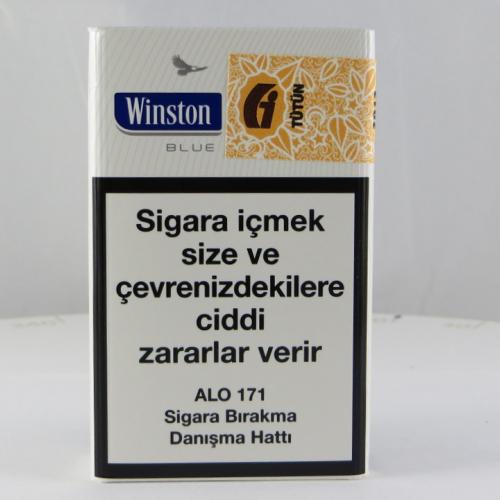 Winston
BLUE
TÜTÜN
Sigara içmek
size ve
çevrenizdekilere
ciddi
zararlar verir
ALO 171
Sigara Bırakma
Danışma Hattı